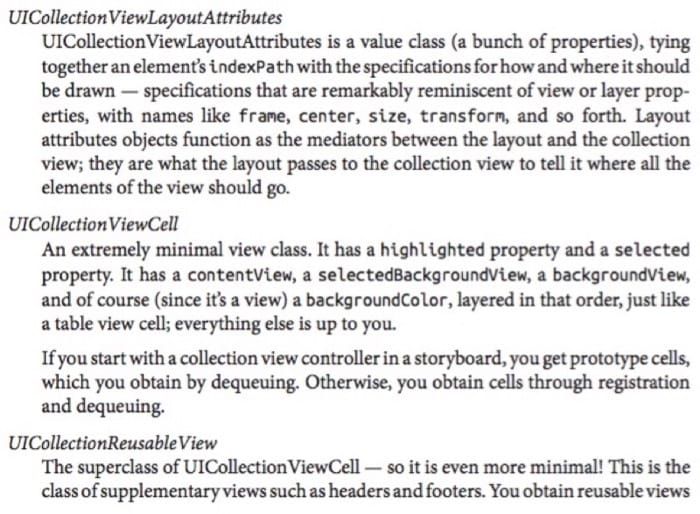 UICollectionViewLayoutAttributes
UICollectionViewLayoutAttributes is a value class (a bunch of properties), tying
together an element's indexPath with the specifications for how and where it should
be drawn — specifications that are remarkably reminiscent of view or layer prop-
erties, with names like frame, center, size, transform, and so forth. Layout
attributes objects function as the mediators between the layout and the collection
view; they are what the layout passes to the collection view to tell it where all the
elements of the view should go.
UICollectionViewCell
An extremely minimal view class. It has a highlighted property and a selected
property. It has a contentView, a selectedBackgroundView, a backgroundView,
and of course (since it's a view) a backgroundColor, layered in that order, just like
a table view cell; everything else is up to you.
If you start with a collection view controller in a storyboard, you get prototype cells,
which you obtain by dequeuing. Otherwise, you obtain cells through registration
and dequeuing.
UICollectionReusableView
The superclass of UICollectionViewCell — so it is even more minimal! This is the
class of supplementary views such as headers and footers. You obtain reusable views